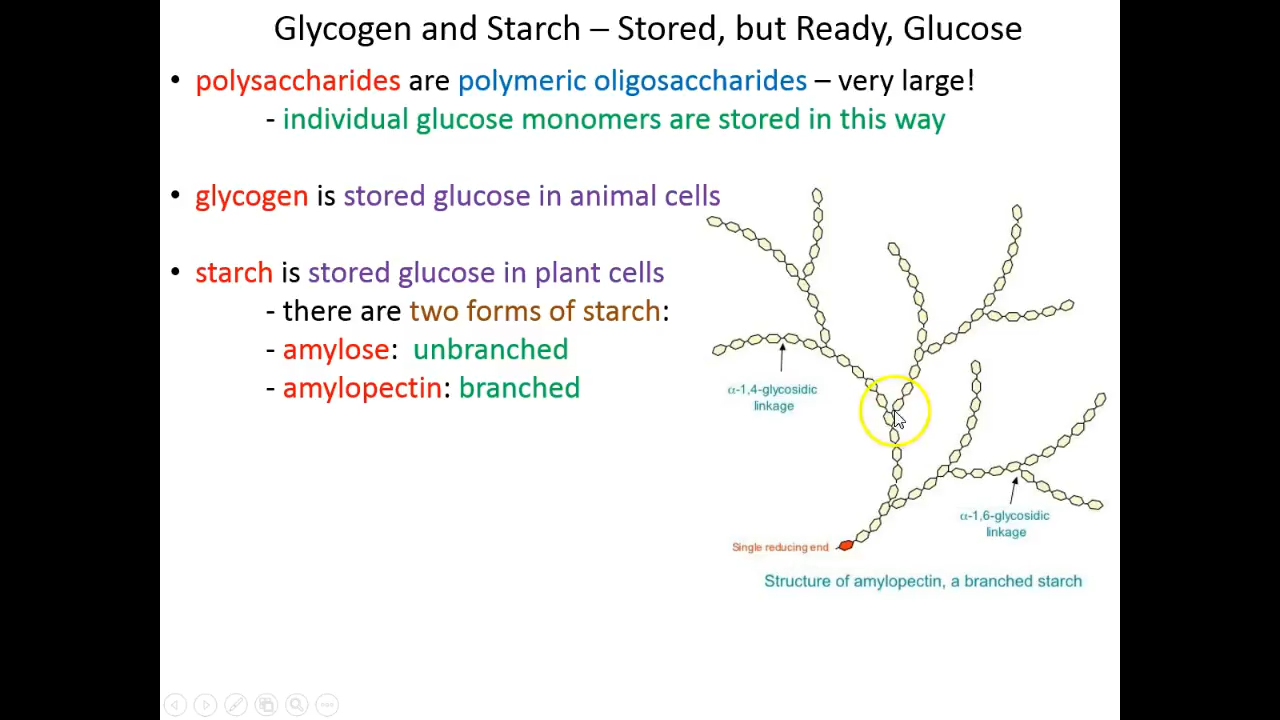 Glycogen and Starch – Stored, but Ready, Glucose
• polysaccharides are polymeric oligosaccharides – very large!
- individual glucose monomers are stored in this way
• glycogen is stored glucose in animal cells
• starch is stored glucose in plant cells
- there are two forms of starch:
- amylose: unbranched
- amylopectin: branched
α-1,4-glycosidic
linkage
α-1,6-glycosidic
linkage
Single reducing end
Structure of amylopectin, a branched starch